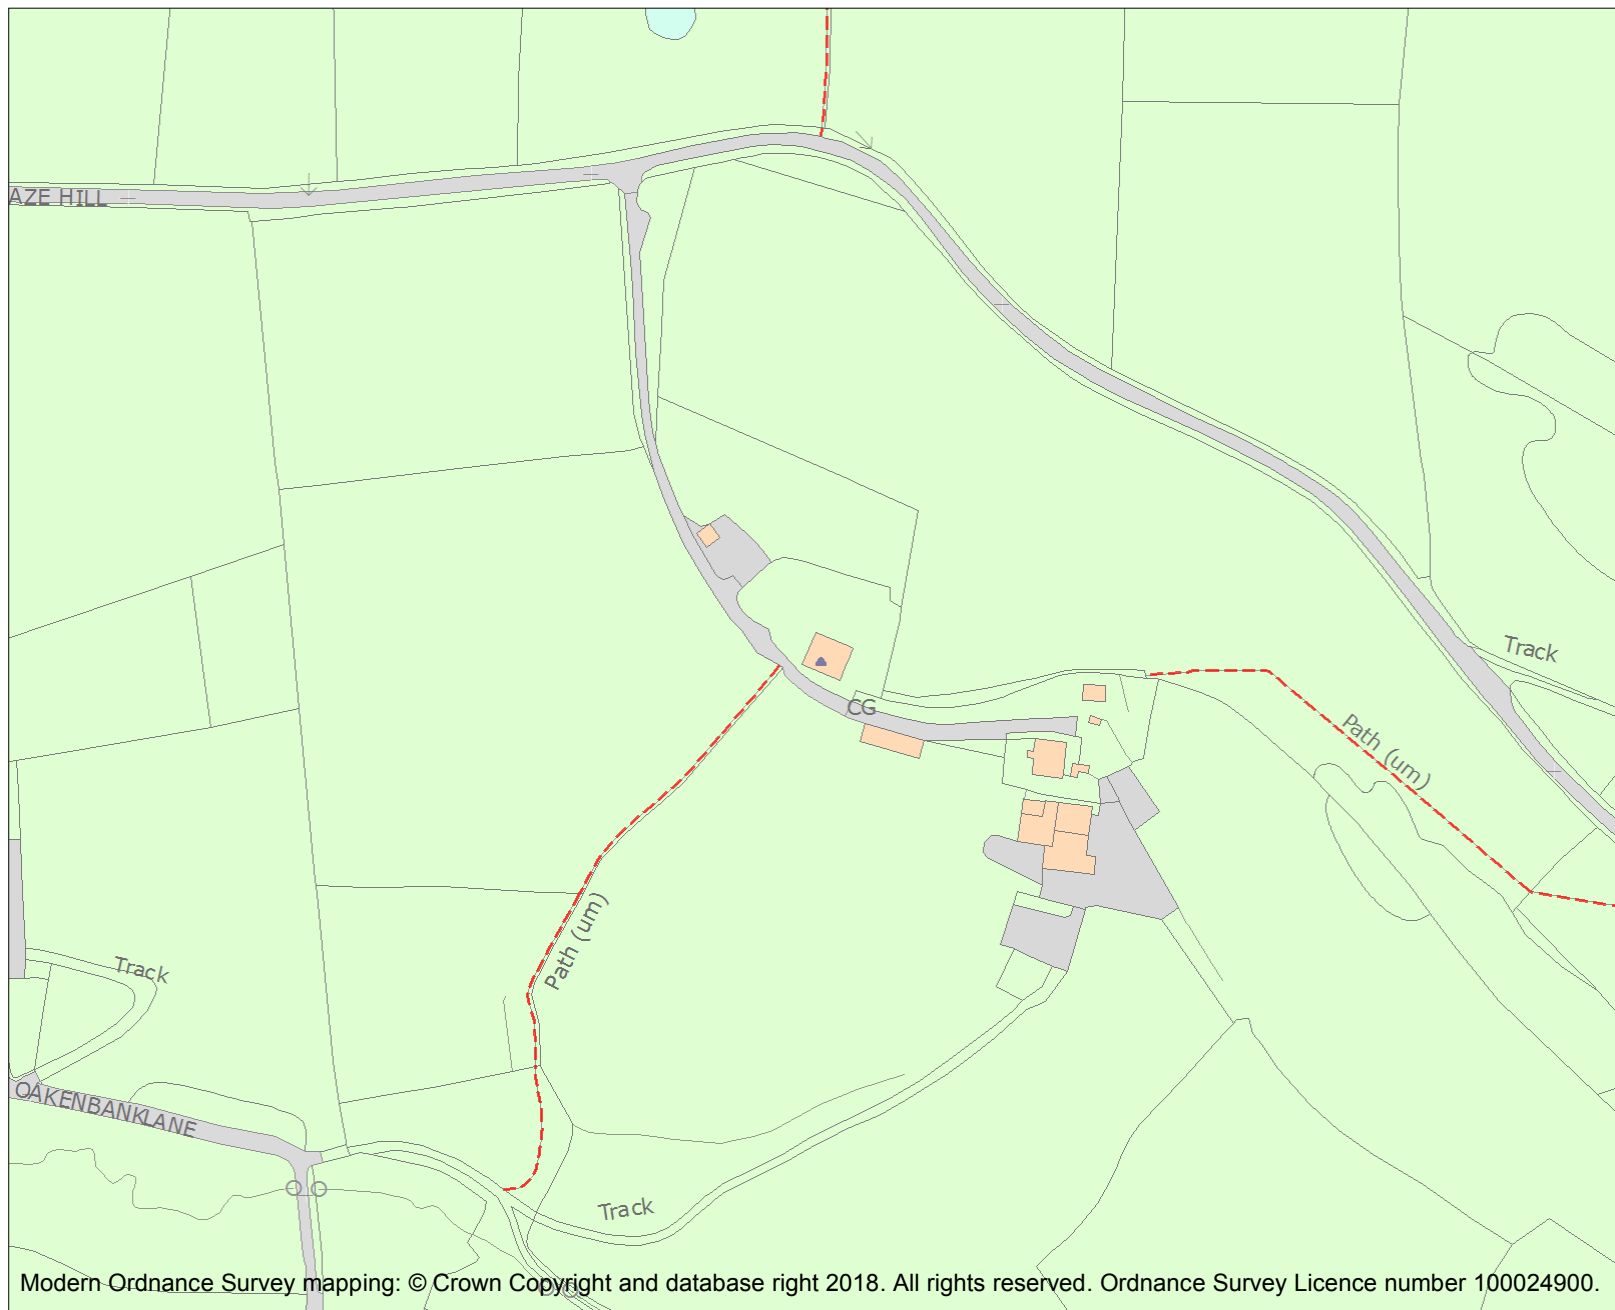 AZE HILL
Track
CG
Path (um)
Path (um)
Track
OAKENBANKLANE
Track
Modern Ordnance Survey mapping: © Crown Copyright and database right 2018. All rights reserved. Ordnance Survey Licence number 100024900.